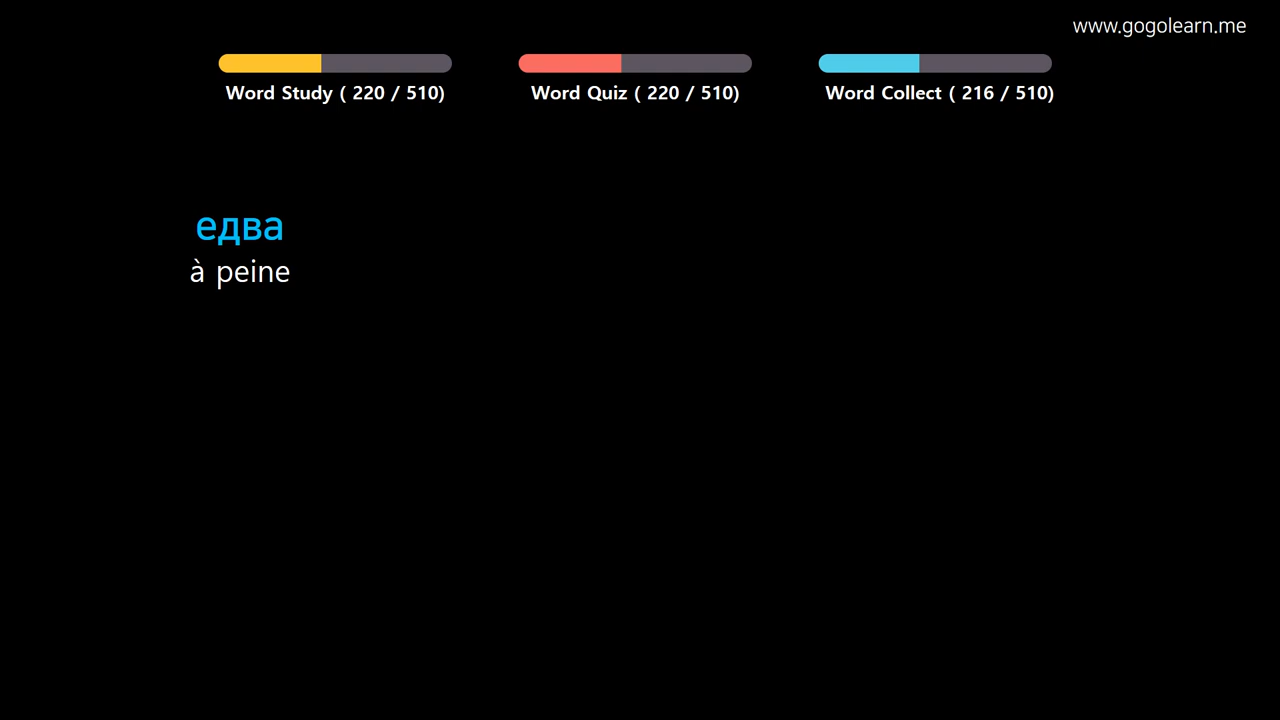 www.gogolearn.me
Word Study ( 220 / 510)
Word Quiz ( 220 / 510)
Word Collect ( 216 / 510)
едва
à peine